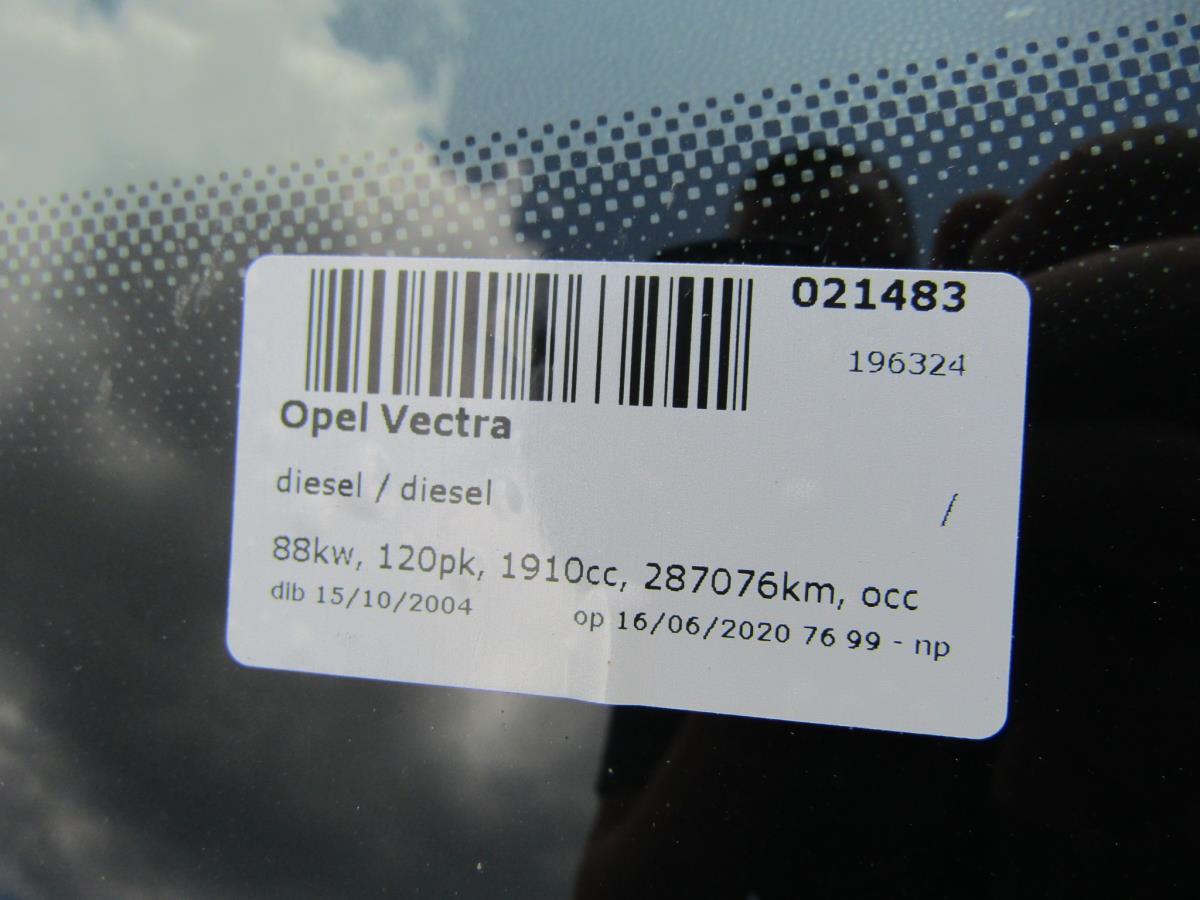 021483
196324
Opel Vectra
diesel / diesel /
88kw, 120pk, 1910cc, 287076km, occ
dib 15/10/2004 op 16/06/2020 76 99 - np